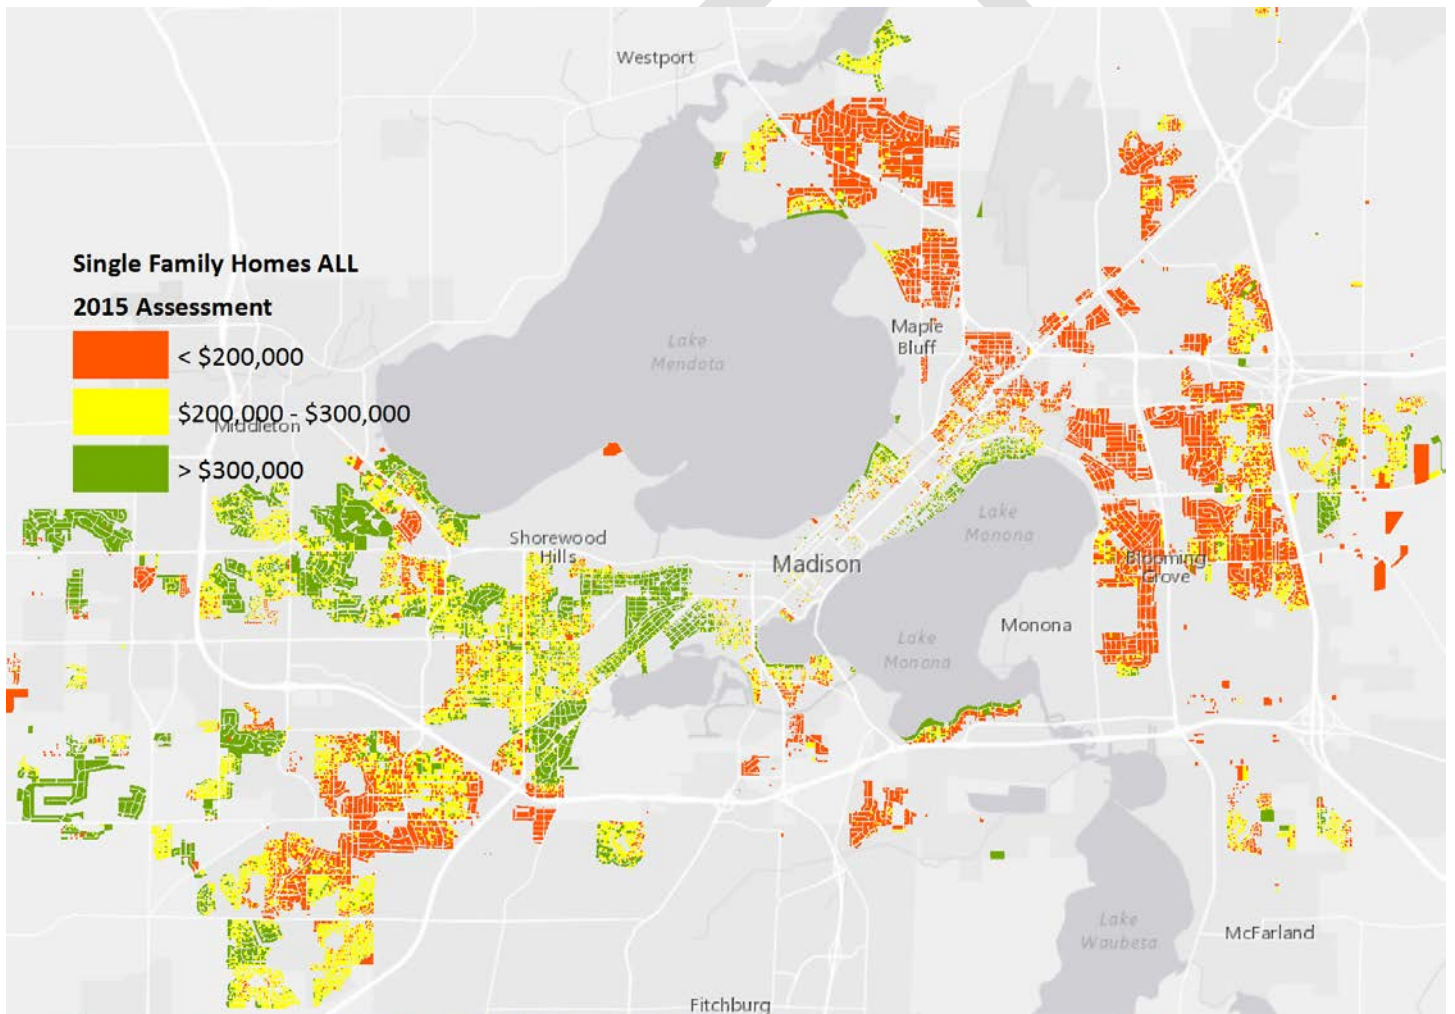 Westport
Single Family Homes ALL
2015 Assessment
< $200,000
$200,000 - $300,000
Middleton
> $300,000
Lake
Mendota
Maple
Bluff
Shorewood
Hills
Madison
Lake
Monona
Blooming
Grove
Monona
Lake
Monona
Lake
Waubesa
McFarland
Fitchburg